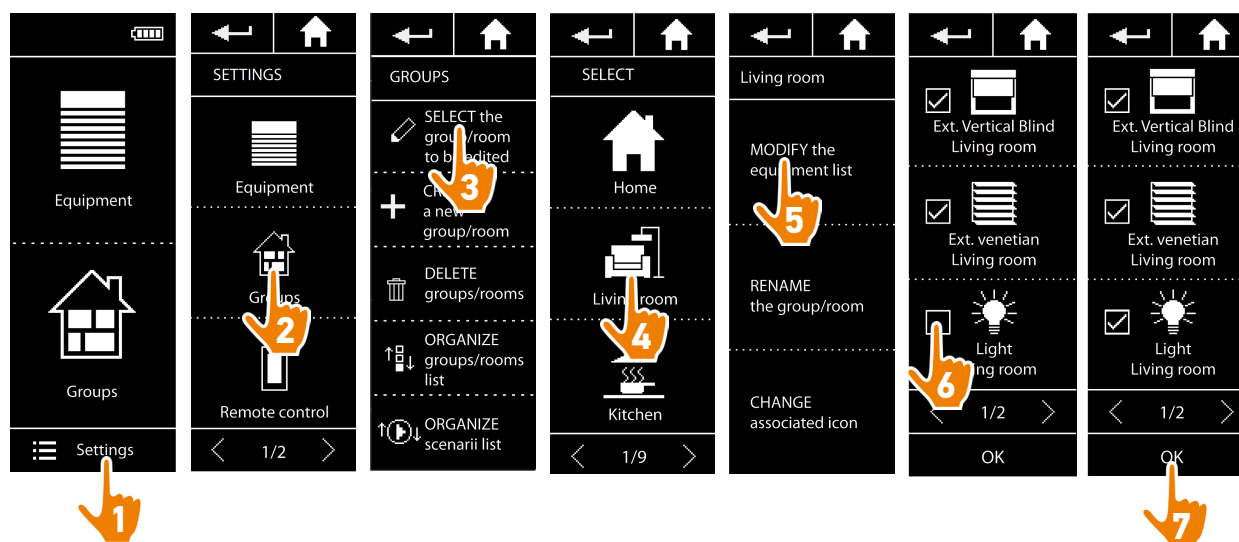 Equipment
Groups
Settings
1
SETTINGS
Equipment
Groups
2
Remote control
1/2
GROUPS
SELECT the
group/room
to be edited
3
a new
group/room
DELETE
groups/rooms
ORGANIZE
groups/rooms
list
ORGANIZE
scenarii list
SELECT
Home
Living room
4
Kitchen
1/9
Living room
MODIFY the
equipment list
5
RENAME
the group/room
CHANGE
associated icon
Ext. Vertical Blind
Living room
Ext. venetian
Living room
Light
Living room
6
1/2
OK
Ext. Vertical Blind
Living room
Ext. venetian
Living room
Light
Living room
1/2
OK
7